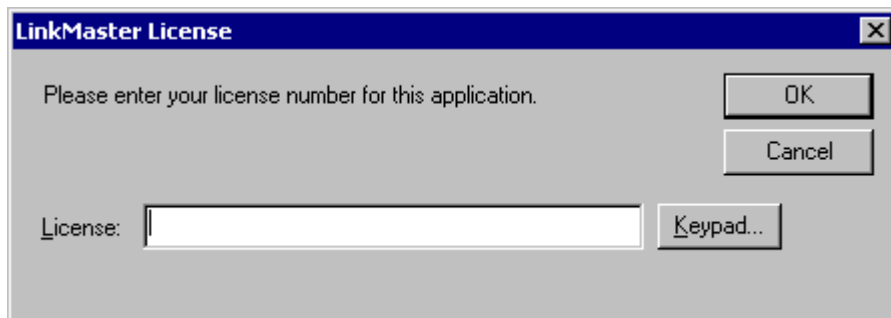 LinkMaster License
Please enter your license number for this application.
OK
Cancel
License:
Keypad...